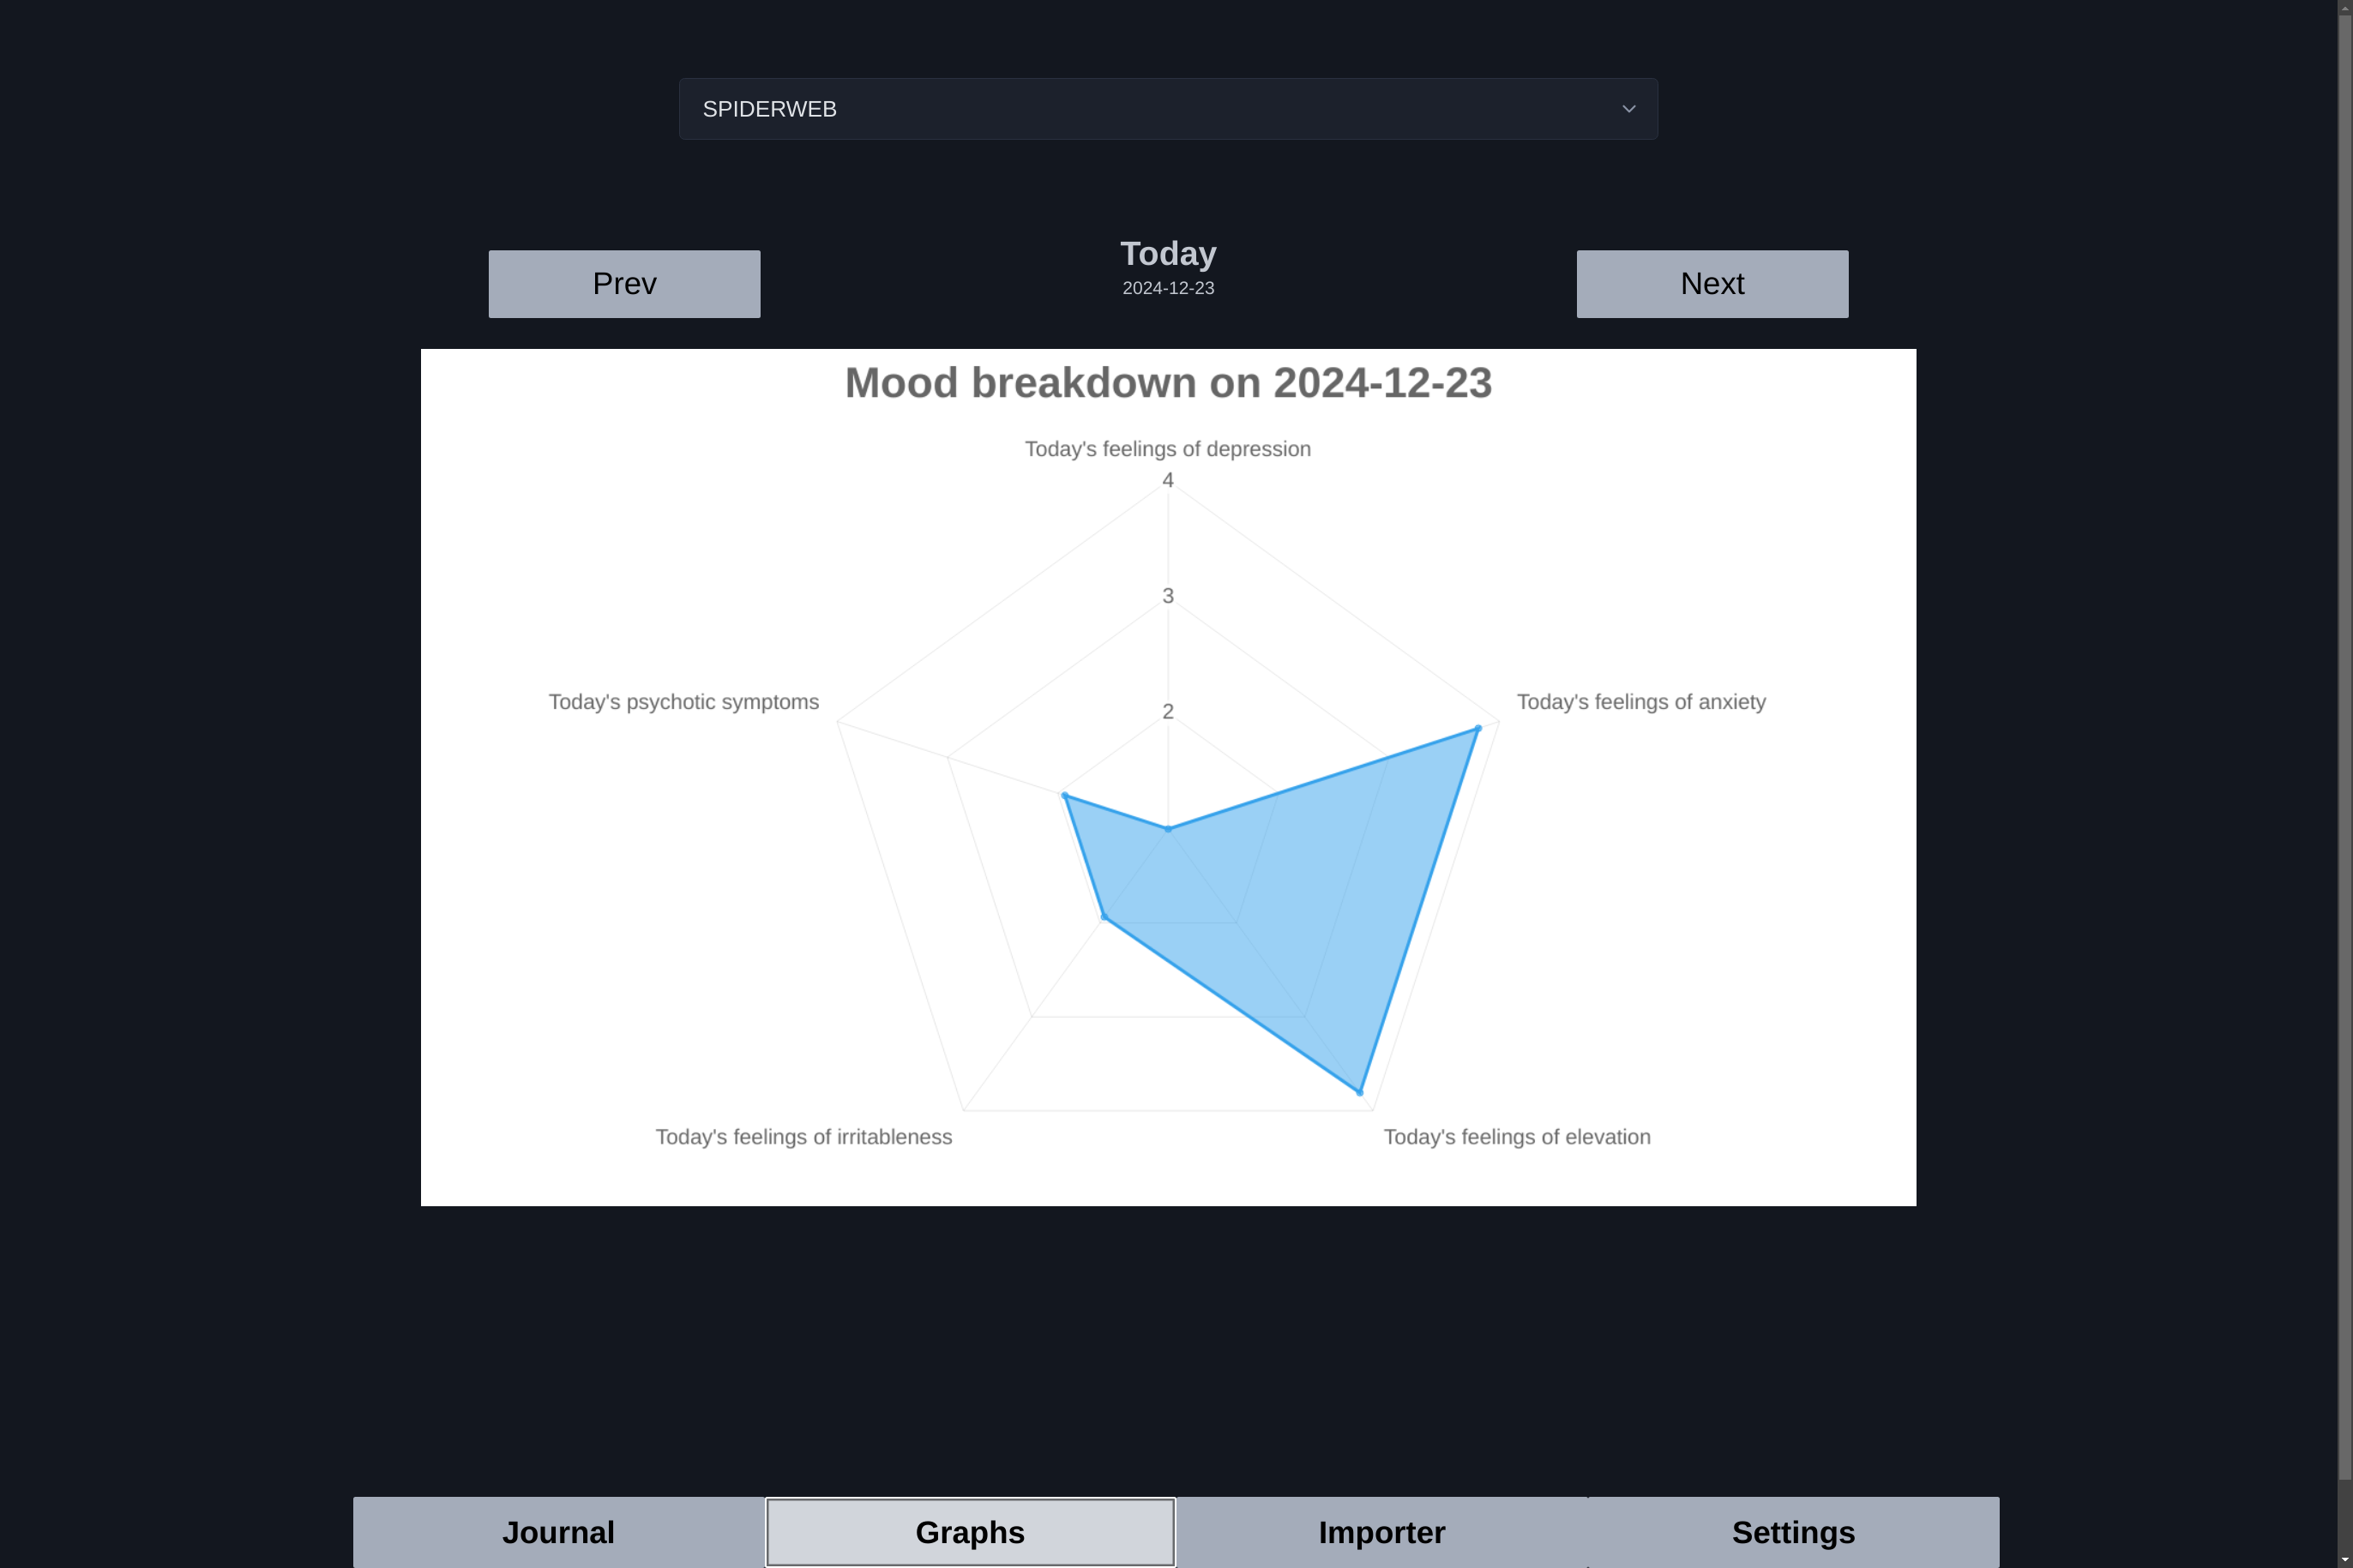 SPIDERWEB
Prev
Today
2024-12-23
Next
Mood breakdown on 2024-12-23
Today's feelings of depression
4
3
2
Today's psychotic symptoms
Today's feelings of anxiety
Today's feelings of irritableness
Today's feelings of elevation
Journal
Graphs
Importer
Settings